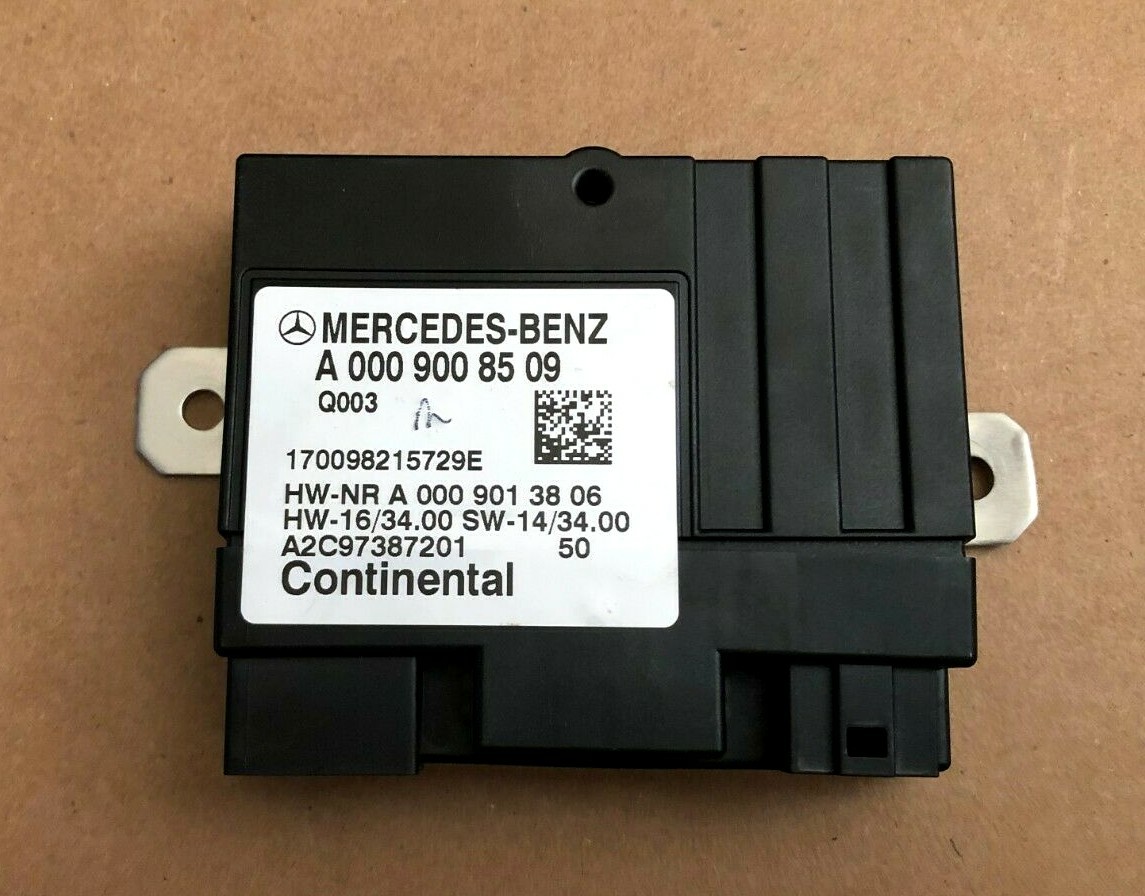 MERCEDES-BENZ
A 000 900 85 09
Q003
170098215729E
HW-NR A 000 901 38 06
HW-16/34.00 SW-14/34.00
A2C97387201 50
Continental